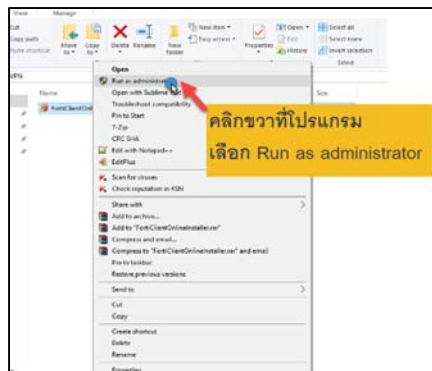 View Manage
Cut
Copy path
Paste shortcut
Move to
Copy to
Delete
Rename
New folder
New item
Easy access
Properties
Open
Edit
History
Select all
Select none
Invert selection
Select
Name
Size
Open
Run as administrator
Open with Sublime Text
Troubleshoot compatibility
Pin to Start
7-Zip
CRC SHA
Edit with Notepad++
EditPlus
Scan for viruses
Check reputation in KSN
Share with
Add to archive...
Add to "FortiClientOnlineInstaller.rar"
Compress and email...
Compress to "FortiClientOnlineInstaller.rar" and email
Pin to taskbar
Restore previous versions
Send to
Cut
Copy
Create shortcut
Delete
Rename
Properties
คลิกขวาที่โปรแกรม
เลือก Run as administrator